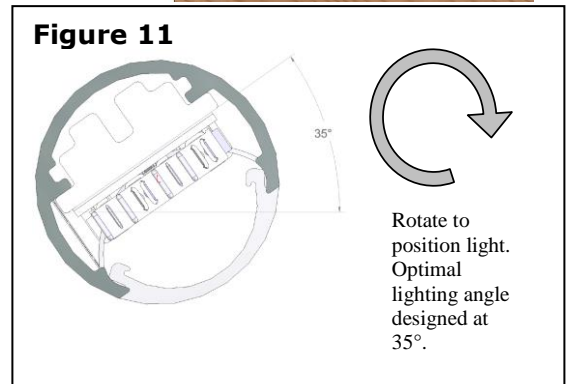 Figure 11
35°
Rotate to
position light.
Optimal
lighting angle
designed at
35°.